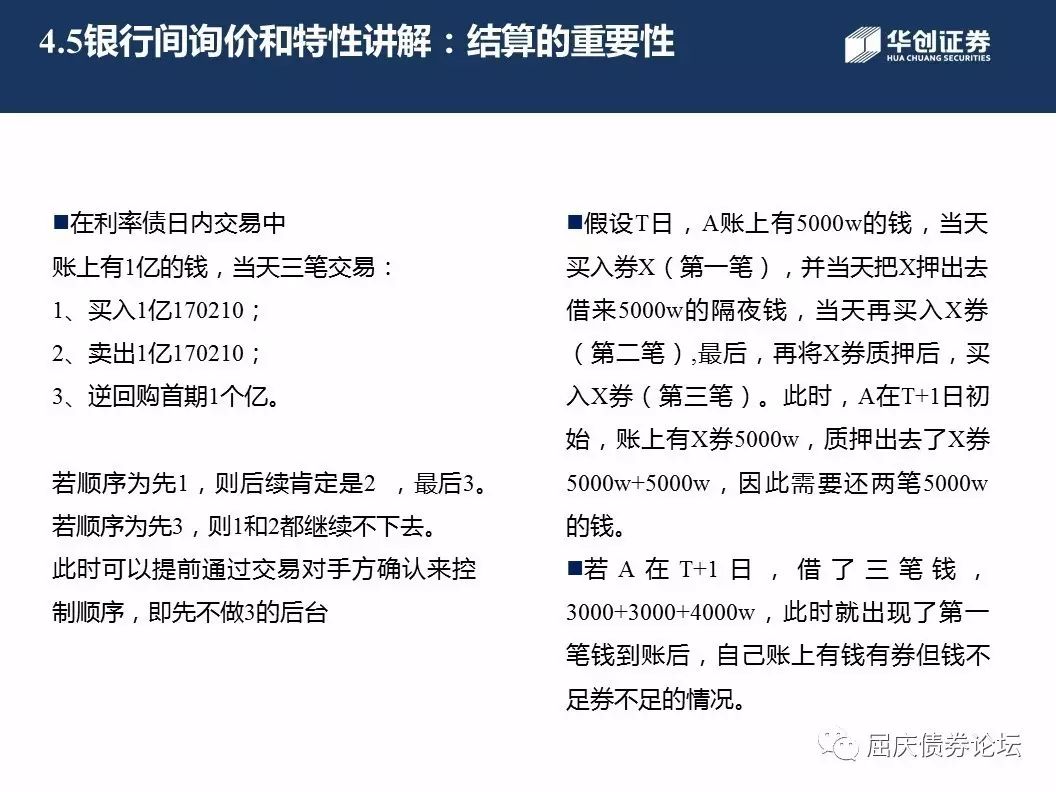 4.5银行间询价和特性讲解：结算的重要性
华创证券
HUA CHUANG SECURITIES
■在利率债日内交易中
账上有1亿的钱，当天三笔交易：
1、买入1亿170210；
2、卖出1亿170210；
3、逆回购首期1个亿。
若顺序为先1，则后续肯定是2 ，最后3。
若顺序为先3，则1和2都继续不下去。
此时可以提前通过交易对手方确认来控
制顺序，即先不做3的后台
■假设T日，A账上有5000w的钱，当天
买入券X（第一笔），并当天把X押出去
借来5000w的隔夜钱，当天再买入X券
（第二笔）,最后，再将X券质押后，买
入X券（第三笔）。此时，A在T+1日初
始，账上有X券5000w，质押出去了X券
5000w+5000w，因此需要还两笔5000w
的钱。
■若A在T+1日，借了三笔钱，
3000+3000+4000w，此时就出现了第一
笔钱到账后，自己账上有钱有券但钱不
足券不足的情况。
屈庆债券论坛